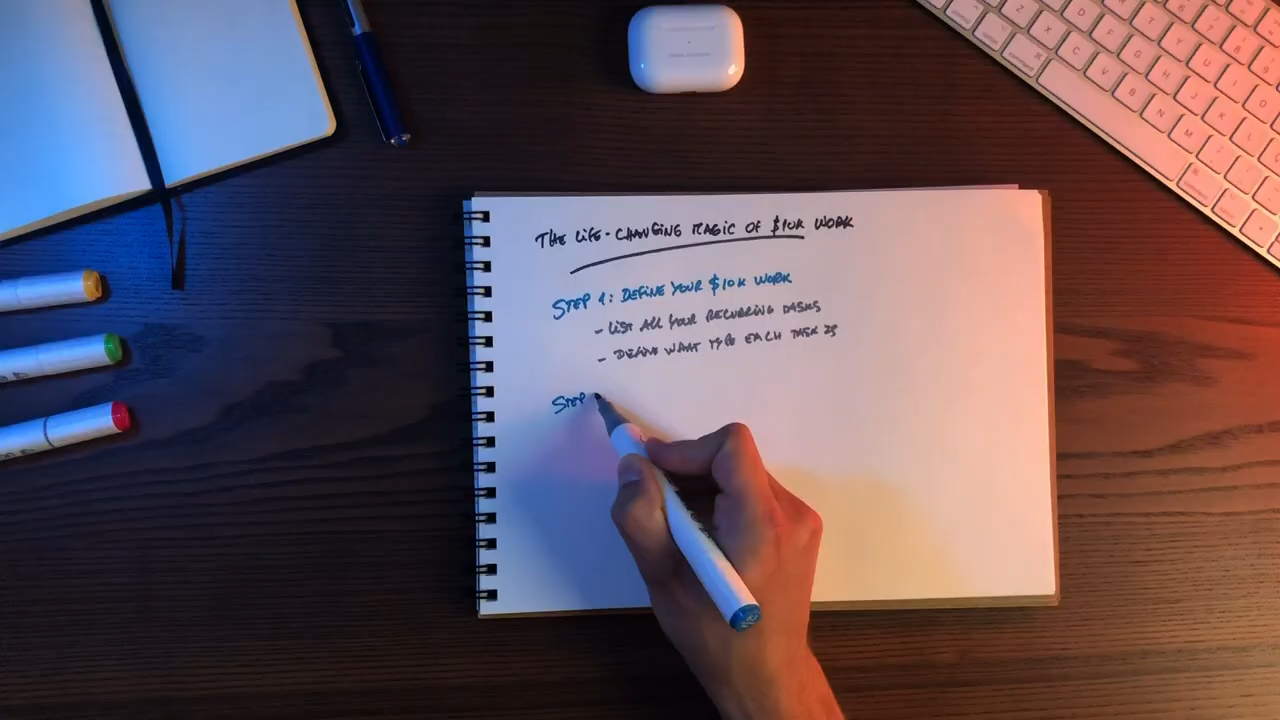 THE LIFE-CHANGING MAGIC OF $10K WORK
STEP 1: DEFINE YOUR $10K WORK
- LIST ALL YOUR RECURRING TASKS
- DEFINE WHAT TYPE EACH TASK IS
STEP